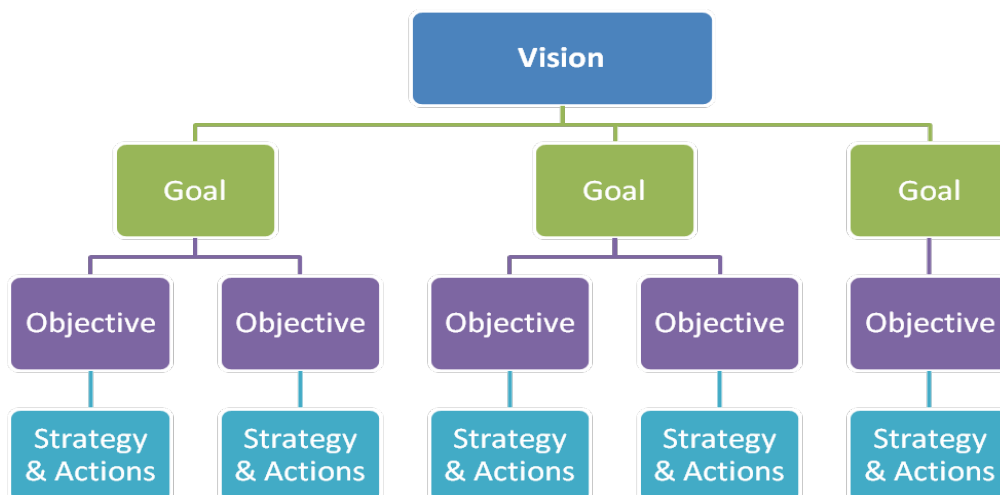 Vision
Goal
Goal
Goal
Objective
Objective
Objective
Objective
Objective
Strategy
& Actions
Strategy
& Actions
Strategy
& Actions
Strategy
& Actions
Strategy
& Actions